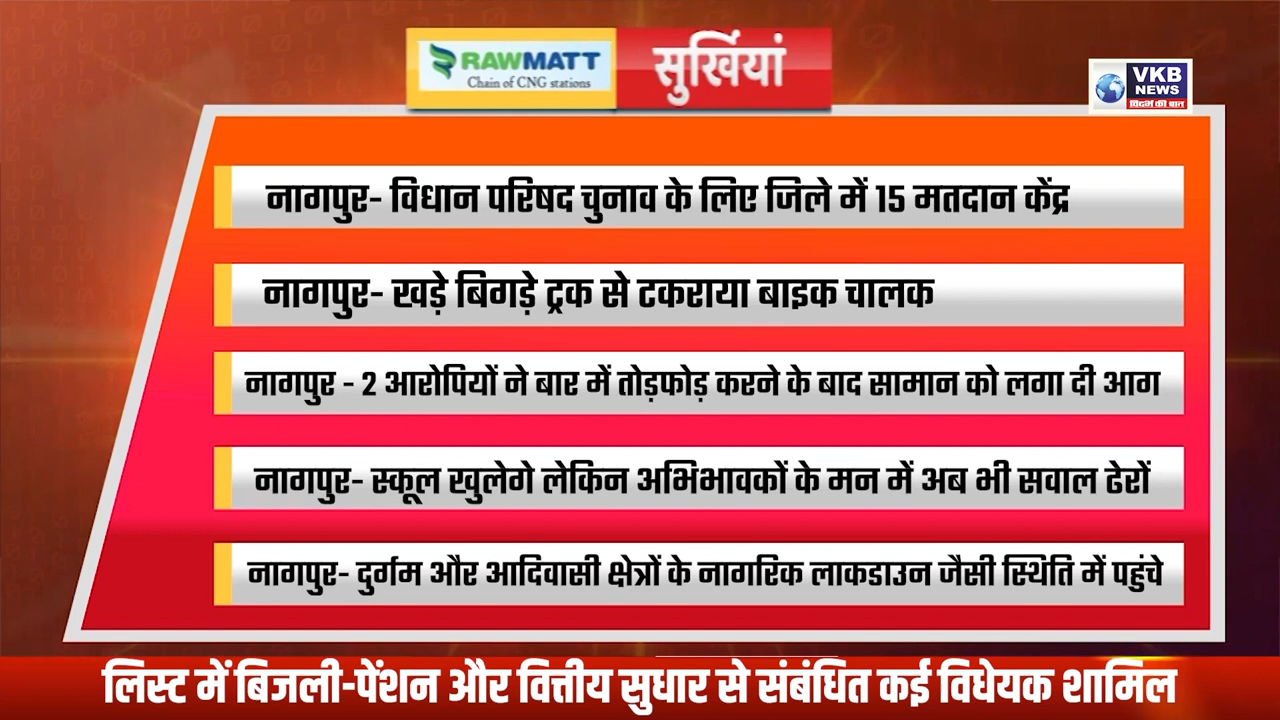 RAWMATT
Chain of CNG stations
सुर्खियां
VKB
NEWS
विदर्भ की बात
नागपुर- विधान परिषद चुनाव के लिए जिले में 15 मतदान केंद्र
नागपुर- खड़े बिगड़े ट्रक से टकराया बाइक चालक
नागपुर - 2 आरोपियों ने बार में तोड़फोड़ करने के बाद सामान को लगा दी आग
नागपुर- स्कूल खुलेगे लेकिन अभिभावकों के मन में अब भी सवाल ढेरों
नागपुर- दुर्गम और आदिवासी क्षेत्रों के नागरिक लाकडाउन जैसी स्थिति में पहुंचे
लिस्ट में बिजली-पेंशन और वित्तीय सुधार से संबंधित कई विधेयक शामिल